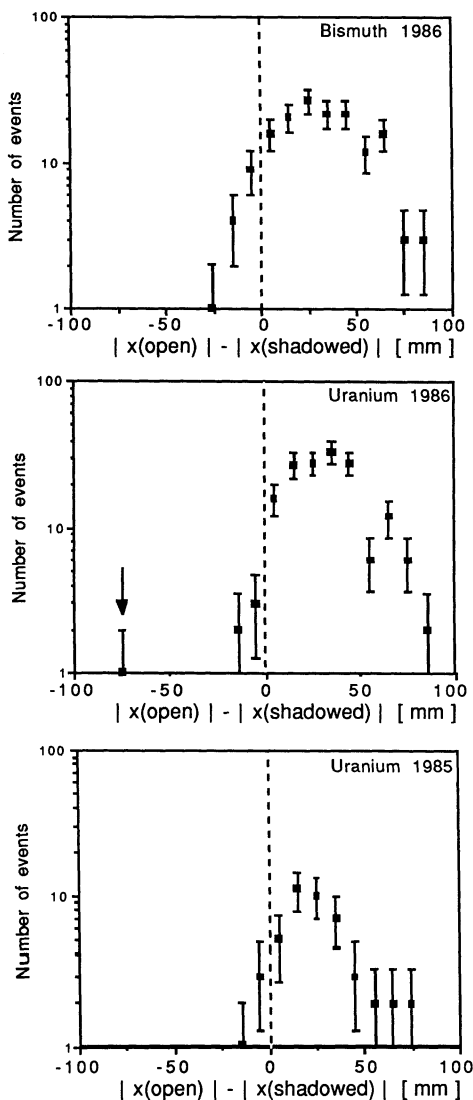 Bismuth 1986
100
10
1
Number of events
-100 -50 0 50 100
| x(open) | - | x(shadowed) | [ mm ]
Uranium 1986
100
10
1
Number of events
-100 -50 0 50 100
| x(open) | - | x(shadowed) | [ mm ]
Uranium 1985
100
10
1
Number of events
-100 -50 0 50 100
| x(open) | - | x(shadowed) | [ mm ]